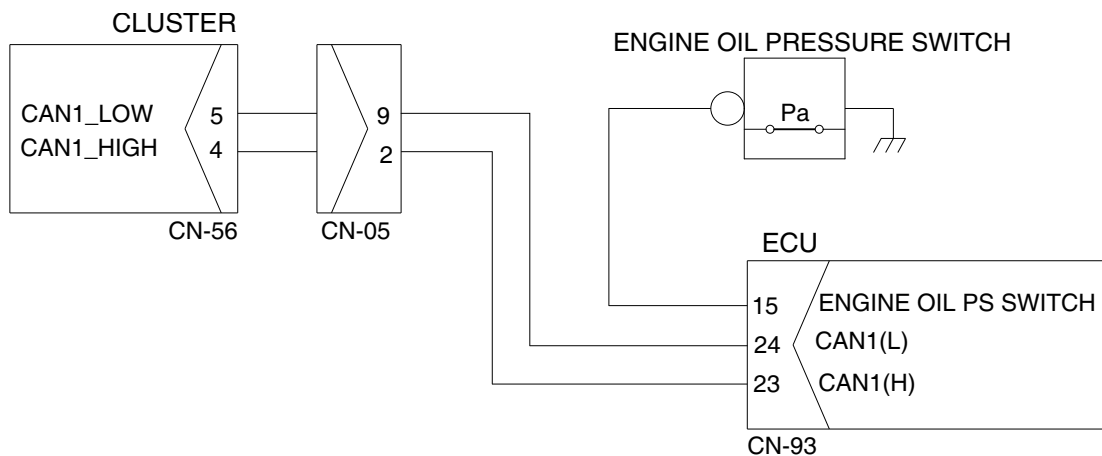 CLUSTER
CAN1_LOW 5
CAN1_HIGH 4
CN-56
9
2
CN-05
ENGINE OIL PRESSURE SWITCH
Pa
ECU
15 ENGINE OIL PS SWITCH
24 CAN1(L)
23 CAN1(H)
CN-93